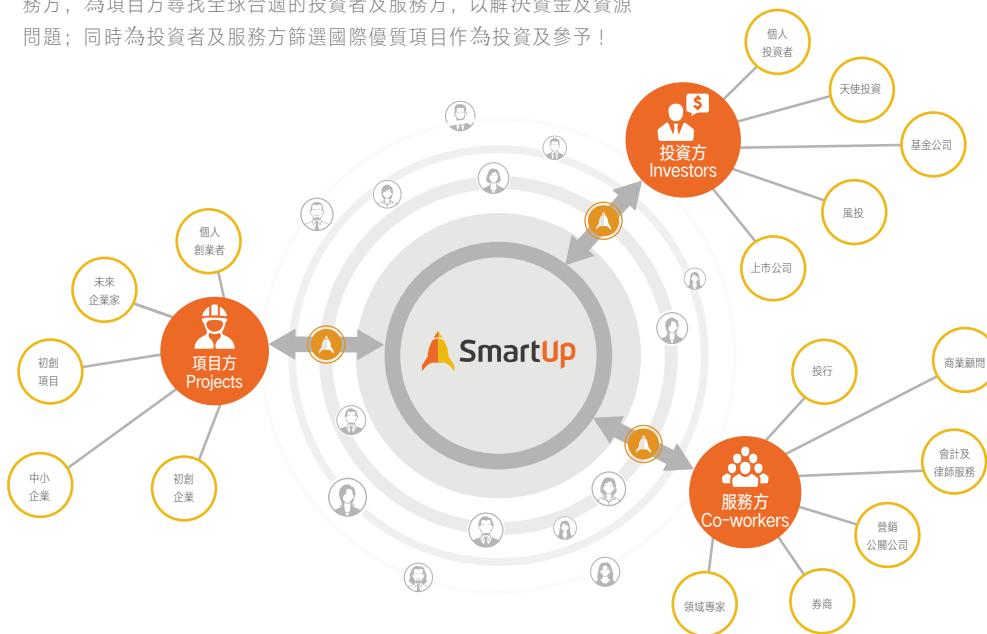 務方，為項目方尋找全球合適的投資者及服務方，以解決資金及資源
問題；同時為投資者及服務方篩選國際優質項目作為投資及參予！
個人
投資者
天使投資
基金公司
風投
上市公司
投資方
Investors
個人
創業者
未來
企業家
初創
項目
中小
企業
初創
企業
項目方
Projects
SmartUp
投行
商業顧問
會計及
律師服務
營銷
公關公司
券商
領域專家
服務方
Co-workers